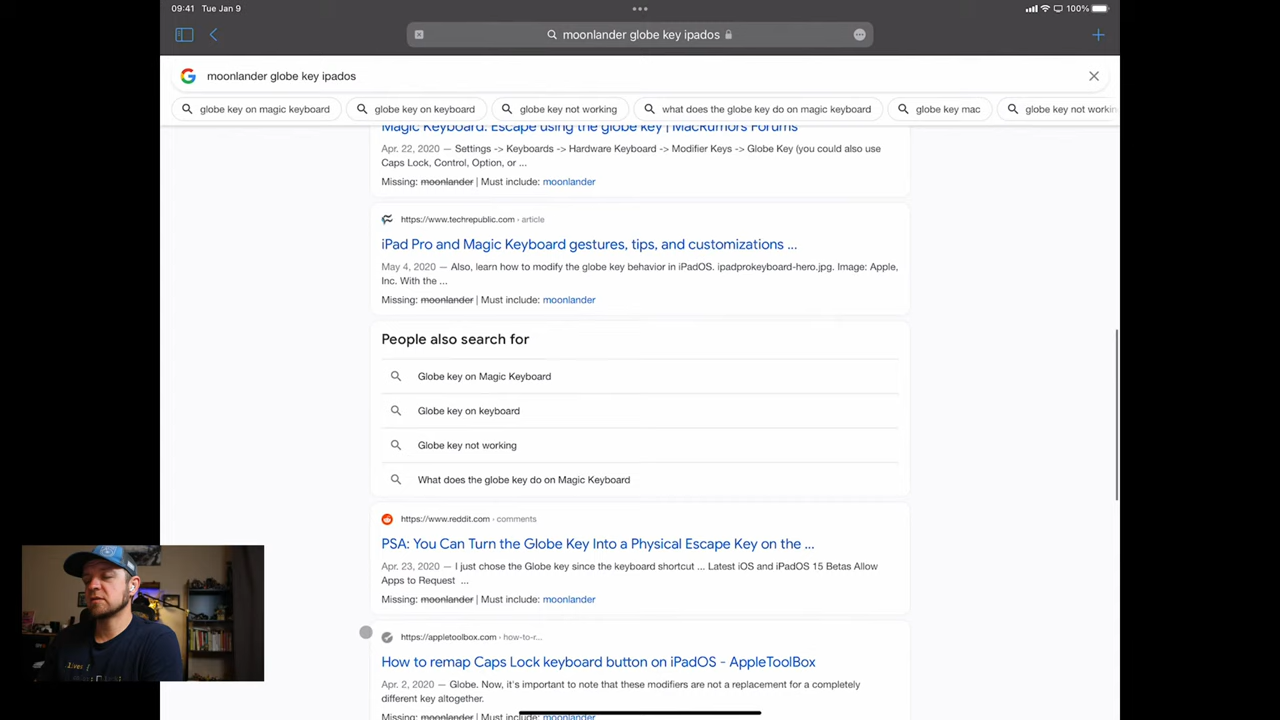 09:41 Tue Jan 9
100%
moonlander globe key ipados
moonlander globe key ipados
globe key on magic keyboard
globe key on keyboard
globe key not working
what does the globe key do on magic keyboard
globe key mac
globe key not workin
Magic Keyboard: Escape using the globe key | MacRumors Forums
Apr. 22, 2020 — Settings -> Keyboards -> Hardware Keyboard -> Modifier Keys -> Globe Key (you could also use
Caps Lock, Control, Option, or ...
Missing: moonlander | Must include: moonlander
https://www.techrepublic.com › article
iPad Pro and Magic Keyboard gestures, tips, and customizations ...
May 4, 2020 — Also, learn how to modify the globe key behavior in iPadOS. ipadprokeyboard-hero.jpg. Image: Apple,
Inc. With the ...
Missing: moonlander | Must include: moonlander
People also search for
Globe key on Magic Keyboard
Globe key on keyboard
Globe key not working
What does the globe key do on Magic Keyboard
https://www.reddit.com › comments
PSA: You Can Turn the Globe Key Into a Physical Escape Key on the ...
Apr. 23, 2020 — I just chose the Globe key since the keyboard shortcut ... Latest iOS and iPadOS 15 Betas Allow
Apps to Request ...
Missing: moonlander | Must include: moonlander
https://appletoolbox.com › how-to-r...
How to remap Caps Lock keyboard button on iPadOS - AppleToolBox
Apr. 2, 2020 — Globe. Now, it's important to note that these modifiers are not a replacement for a completely
different key altogether.
Missing: moonlander | Must include: moonlander